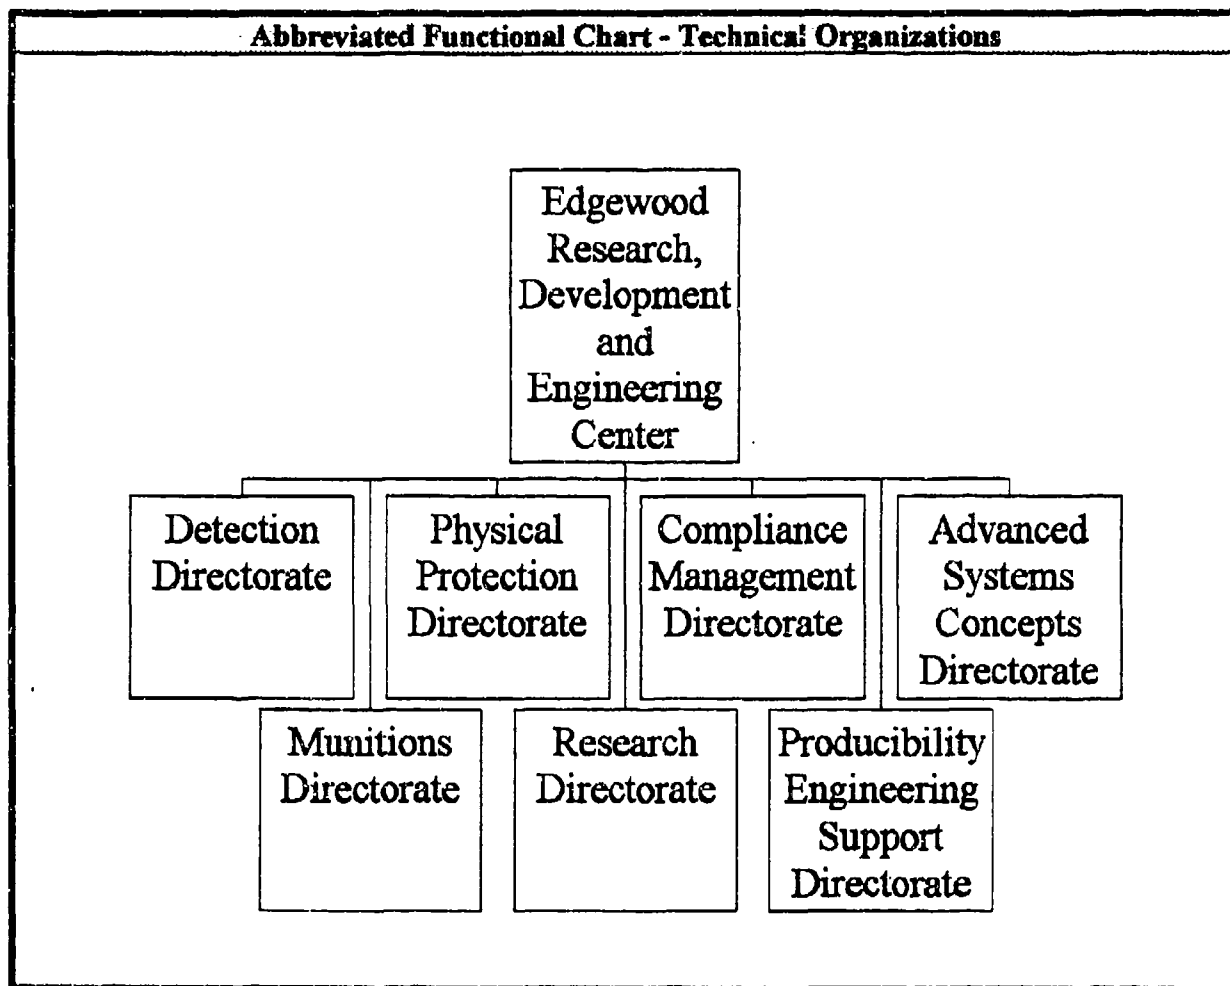 Abbreviated Functional Chart - Technical Organizations
Edgewood
Research,
Development
and
Engineering
Center
Detection
Directorate
Physical
Protection
Directorate
Compliance
Management
Directorate
Advanced
Systems
Concepts
Directorate
Munitions
Directorate
Research
Directorate
Producibility
Engineering
Support
Directorate